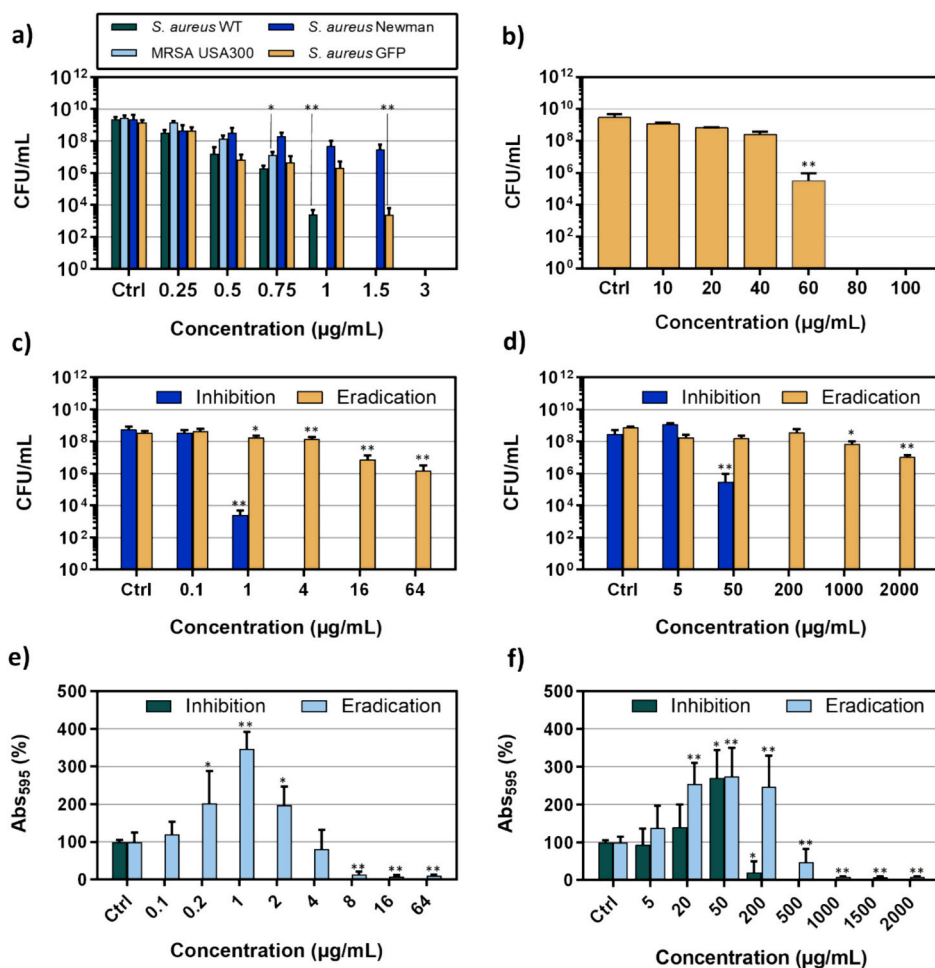 a)
S. aureus WT S. aureus Newman
MRSA USA300 S. aureus GFP
10¹²
10¹⁰
10⁸
10⁶
10⁴
10²
10⁰
CFU/mL
* ** **
Ctrl 0.25 0.5 0.75 1 1.5 3
Concentration (µg/mL)
b)
10¹²
10¹⁰
10⁸
10⁶
10⁴
10²
10⁰
CFU/mL
**
Ctrl 10 20 40 60 80 100
Concentration (µg/mL)
c)
Inhibition Eradication
10¹²
10¹⁰
10⁸
10⁶
10⁴
10²
10⁰
CFU/mL
** * ** ** **
Ctrl 0.1 1 4 16 64
Concentration (µg/mL)
d)
Inhibition Eradication
10¹²
10¹⁰
10⁸
10⁶
10⁴
10²
10⁰
CFU/mL
** * **
Ctrl 5 50 200 1000 2000
Concentration (µg/mL)
e)
Inhibition Eradication
500
400
300
200
100
0
Abs₅₉₅ (%)
* ** * ** ** **
Ctrl 0.1 0.2 1 2 4 8 16 64
Concentration (µg/mL)
f)
Inhibition Eradication
500
400
300
200
100
0
Abs₅₉₅ (%)
** * ** * ** ** ** ** **
Ctrl 5 20 50 200 500 1000 1500 2000
Concentration (µg/mL)